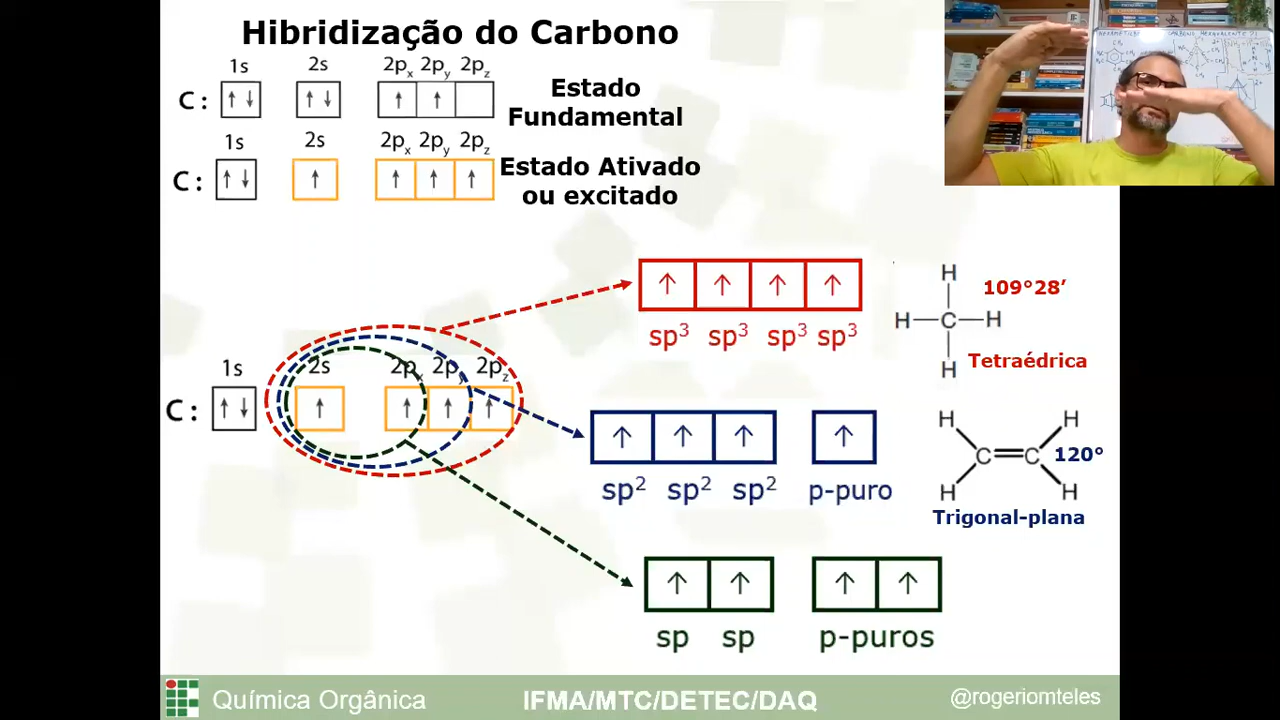 Hibridização do Carbono
1s 2s 2px 2py 2pz
C: ↑↓ ↑↓ ↑ ↑
Estado
Fundamental
1s 2s 2px 2py 2pz
C: ↑↓ ↑ ↑ ↑ ↑
Estado Ativado
ou excitado
↑ ↑ ↑ ↑
sp³ sp³ sp³ sp³
H
H C H
H
109°28’
Tetraédrica
1s 2s 2px 2py 2pz
C: ↑↓ ↑ ↑ ↑ ↑
↑ ↑ ↑ ↑
sp² sp² sp² p-puro
H H
C=C
H H
120°
Trigonal-plana
↑ ↑ ↑ ↑
sp sp p-puros
Química Orgânica
IFMA/MTC/DETEC/DAQ
@rogeriomteles